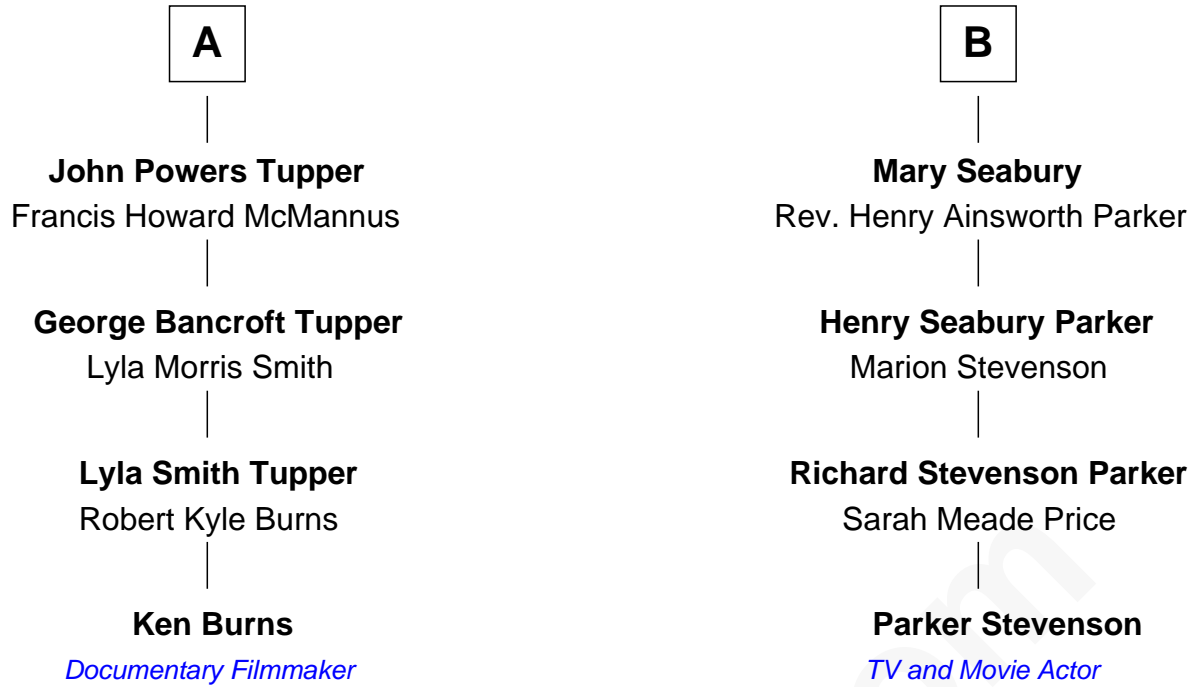 A
John Powers Tupper
Francis Howard McMannus
George Bancroft Tupper
Lyla Morris Smith
Lyla Smith Tupper
Robert Kyle Burns
Ken Burns
Documentary Filmmaker
B
Mary Seabury
Rev. Henry Ainsworth Parker
Henry Seabury Parker
Marion Stevenson
Richard Stevenson Parker
Sarah Meade Price
Parker Stevenson
TV and Movie Actor